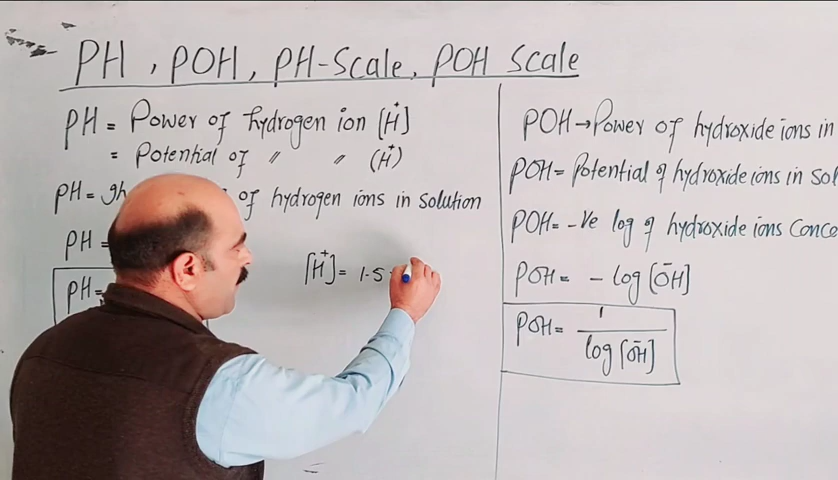 PH, POH, PH-Scale, POH Scale
PH = Power of hydrogen ion [H⁺]
= Potential of 〃 〃 (H⁺)
PH = of hydrogen ions in solution
PH =
PH =
[H⁺] = 1.5
POH → Power of hydroxide ions in
POH = Potential of hydroxide ions in Sol
POH = -ve log of hydroxide ions Conce
POH = - log [OH⁻]
POH = 1 / log [OH⁻]